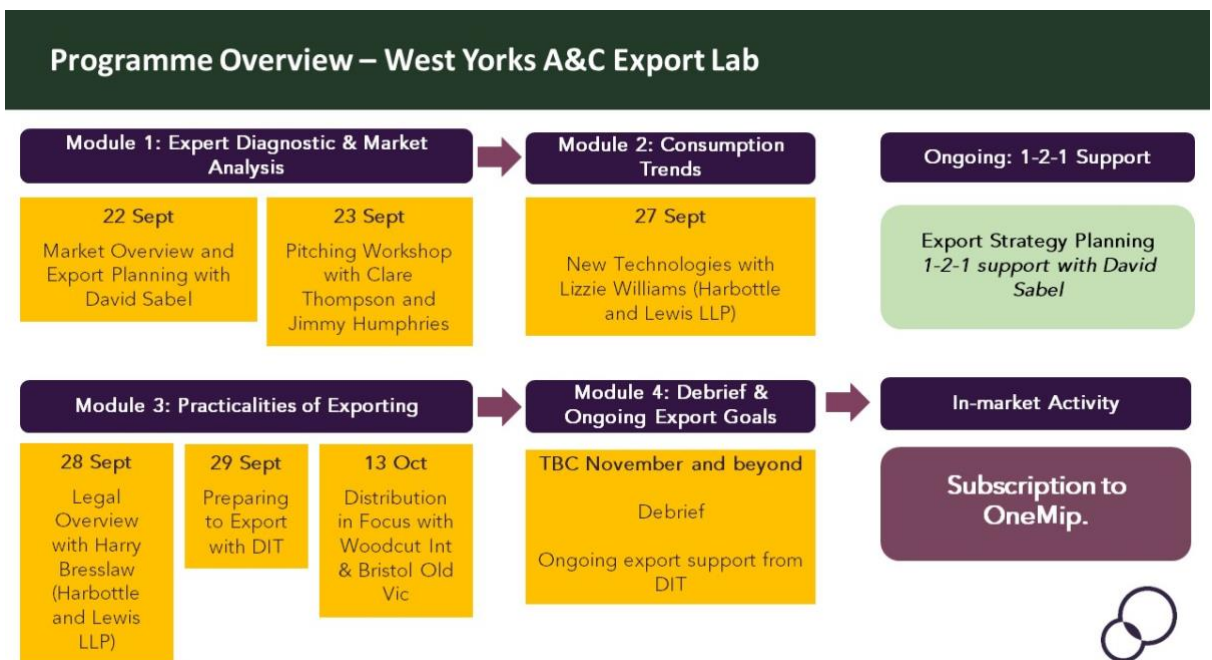 Programme Overview – West Yorks A&C Export Lab
Module 1: Expert Diagnostic & Market
Analysis
22 Sept
Market Overview and
Export Planning with
David Sabel
23 Sept
Pitching Workshop
with Clare
Thompson and
Jimmy Humphries
Module 2: Consumption
Trends
27 Sept
New Technologies with
Lizzie Williams (Harbottle
and Lewis LLP)
Ongoing: 1-2-1 Support
Export Strategy Planning
1-2-1 support with David
Sabel
Module 3: Practicalities of Exporting
28 Sept
Legal
Overview
with Harry
Bresslaw
(Harbottle
and Lewis
LLP)
29 Sept
Preparing
to Export
with DIT
13 Oct
Distribution
in Focus with
Woodcut Int
& Bristol Old
Vic
Module 4: Debrief &
Ongoing Export Goals
TBC November and beyond
Debrief
Ongoing export support from
DIT
In-market Activity
Subscription to
OneMip.